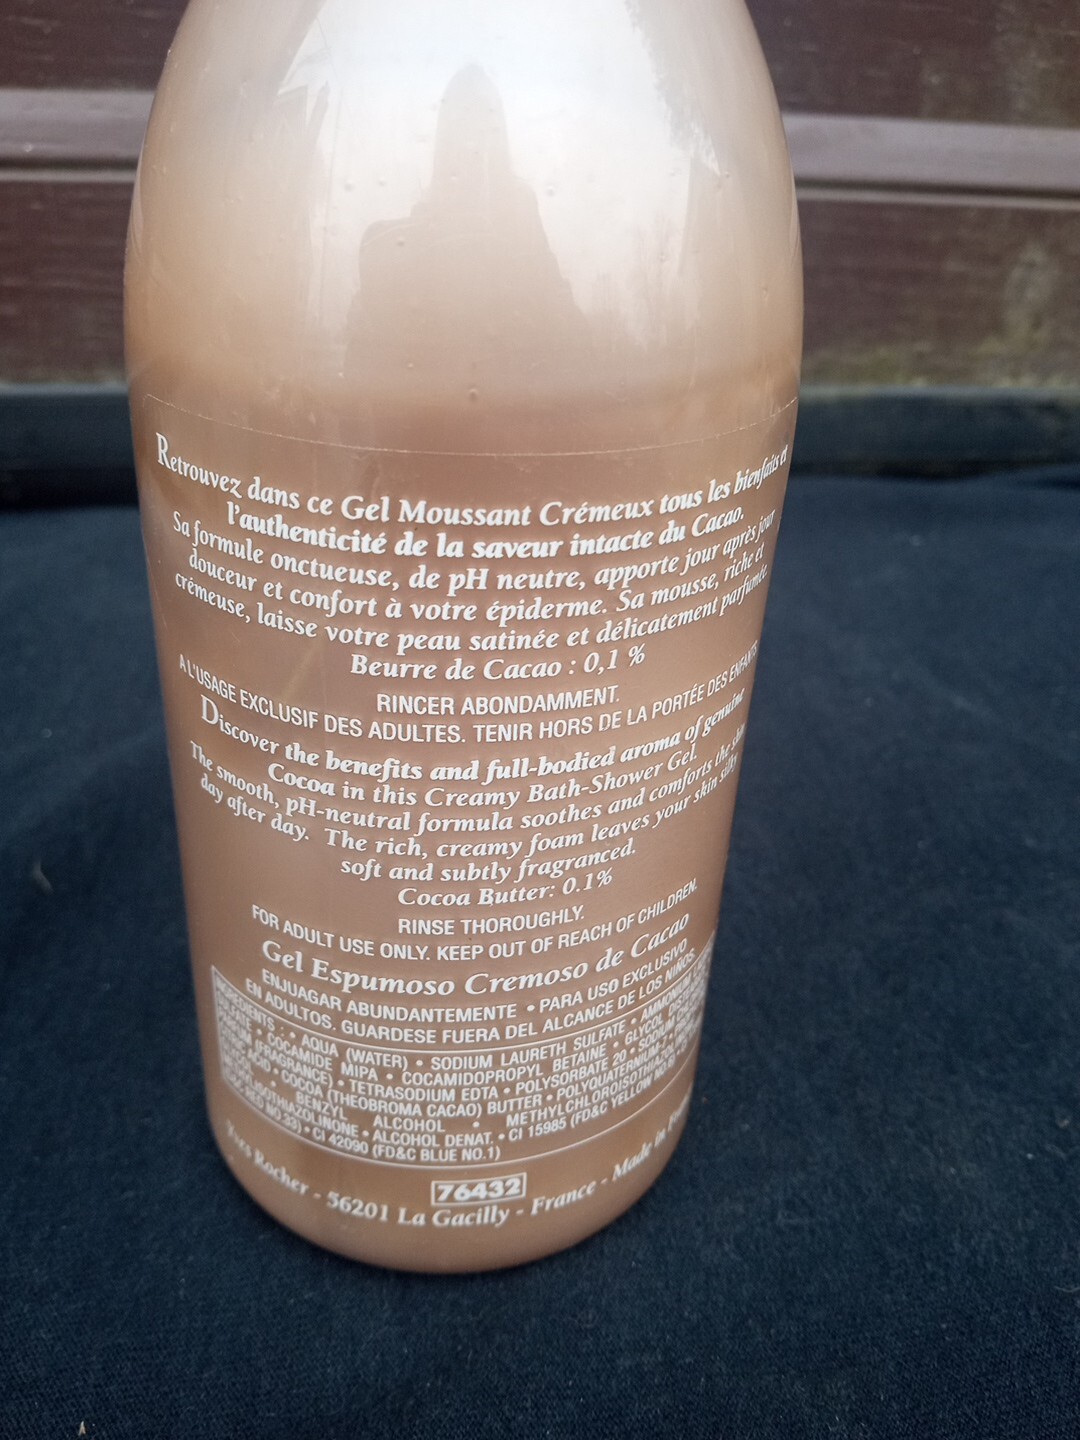 Retrouvez dans ce Gel Moussant Crémeux tous les bienfaits et
l'authenticité de la saveur intacte du Cacao.
Sa formule onctueuse, de pH neutre, apporte jour après jour
douceur et confort à votre épiderme. Sa mousse, riche et
crémeuse, laisse votre peau satinée et délicatement parfumée.
Beurre de Cacao : 0,1 %
RINCER ABONDAMMENT.
A L'USAGE EXCLUSIF DES ADULTES. TENIR HORS DE LA PORTÉE DES ENFANTS
Discover the benefits and full-bodied aroma of genuine
Cocoa in this Creamy Bath-Shower Gel.
The smooth, pH-neutral formula soothes and comforts the skin
day after day. The rich, creamy foam leaves your skin silky
soft and subtly fragranced.
Cocoa Butter: 0.1%
RINSE THOROUGHLY.
FOR ADULT USE ONLY. KEEP OUT OF REACH OF CHILDREN.
Gel Espumoso Cremoso de Cacao
ENJUAGAR ABUNDANTEMENTE • PARA USO EXCLUSIVO
EN ADULTOS. GUARDESE FUERA DEL ALCANCE DE LOS NIÑOS.
INGREDIENTS : • AQUA (WATER) • SODIUM LAURETH SULFATE • AMMONIUM
• COCAMIDE MIPA • COCAMIDOPROPYL BETAINE • GLYCOL
PARFUM (FRAGRANCE) • TETRASODIUM EDTA • POLYSORBATE 20 • SODIUM
• COCOA (THEOBROMA CACAO) BUTTER • POLYQUATERNIUM-7
• BENZYL ALCOHOL • METHYLCHLOROISOTHIAZOLINONE
• ALCOHOL DENAT. • CI 15985 (FD&C YELLOW NO.6)
RED NO.33) • CI 42090 (FD&C BLUE NO.1)
76432
Yves Rocher - 56201 La Gacilly - France - Made in